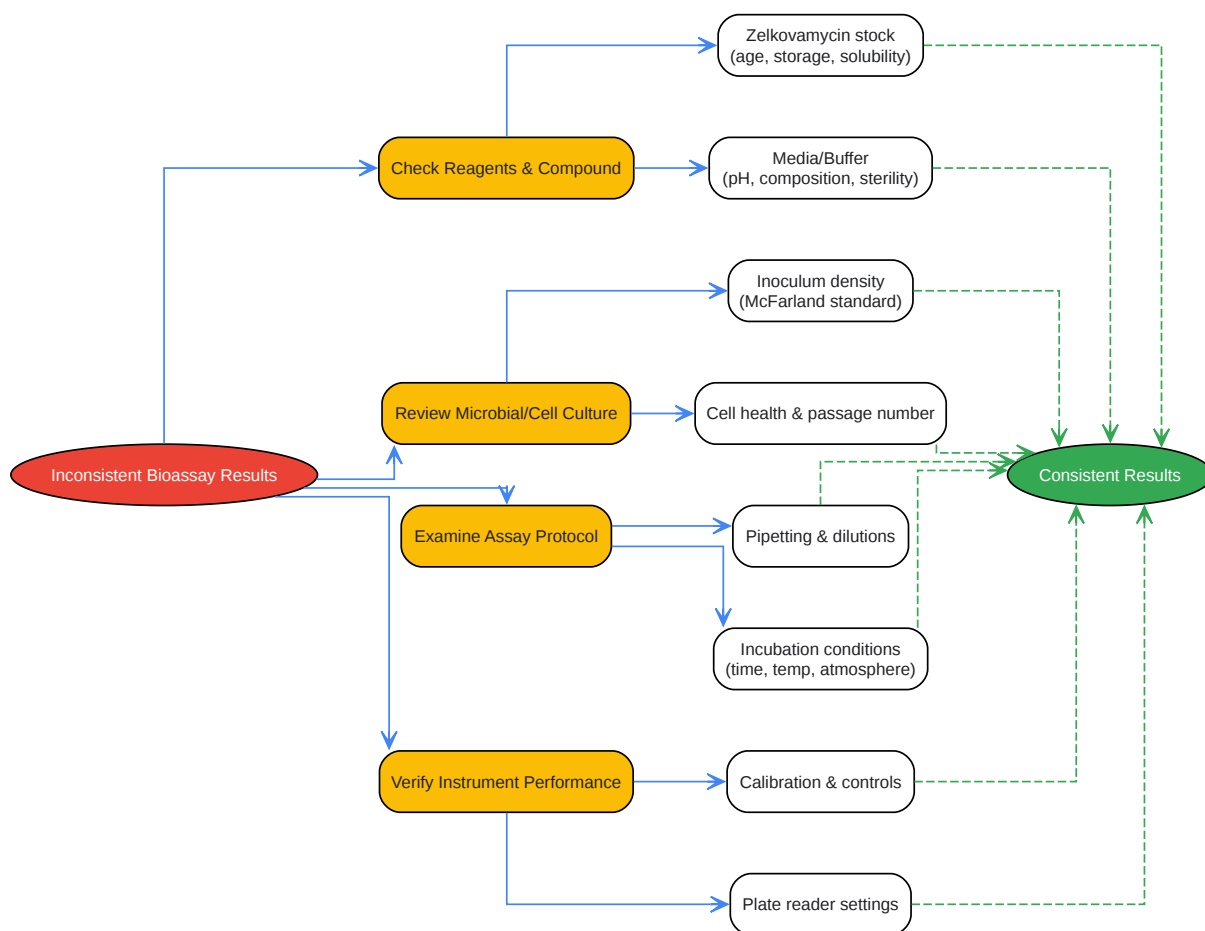 Zelkovamycin stock
(age, storage, solubility)
Check Reagents & Compound
Media/Buffer
(pH, composition, sterility)
Inoculum density
(McFarland standard)
Review Microbial/Cell Culture
Cell health & passage number
Inconsistent Bioassay Results
Consistent Results
Examine Assay Protocol
Pipetting & dilutions
Incubation conditions
(time, temp, atmosphere)
Verify Instrument Performance
Calibration & controls
Plate reader settings